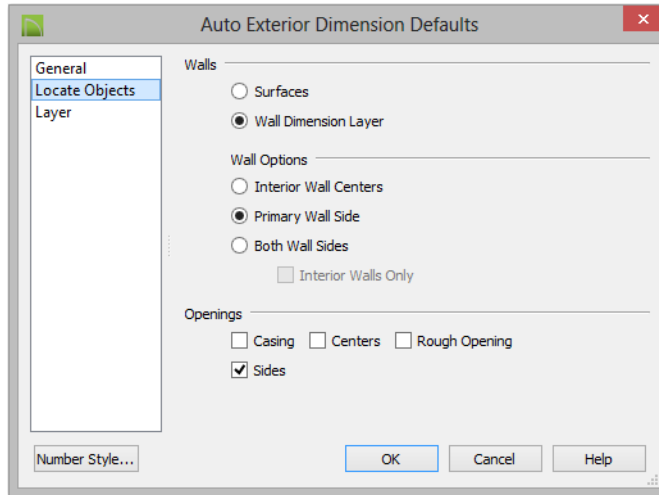 Auto Exterior Dimension Defaults
General
Locate Objects
Layer
Walls
Surfaces
Wall Dimension Layer
Wall Options
Interior Wall Centers
Primary Wall Side
Both Wall Sides
Interior Walls Only
Openings
Casing Centers Rough Opening
Sides
Number Style... OK Cancel Help